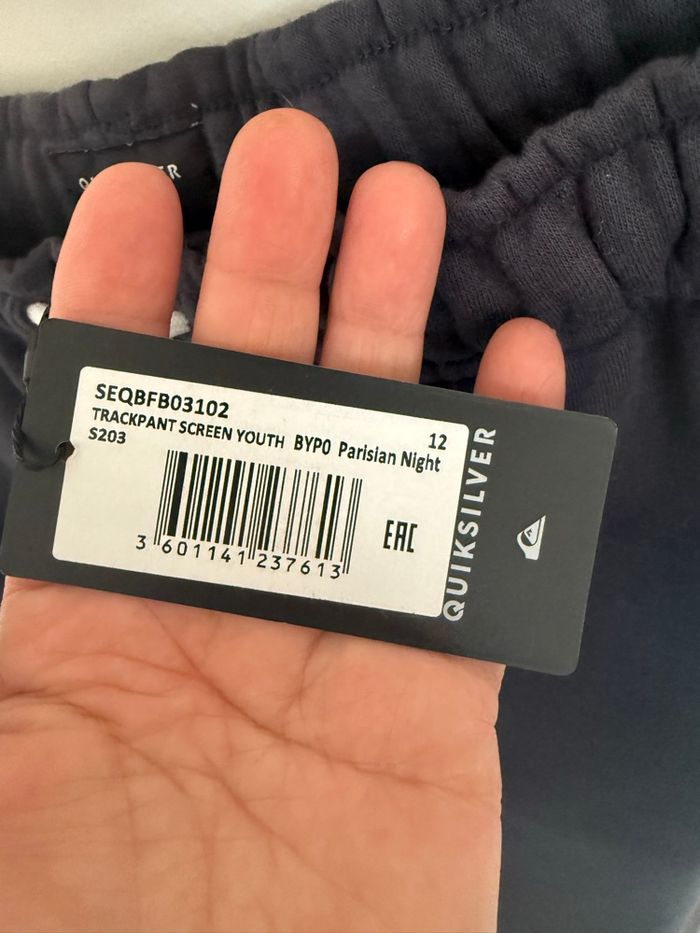 SEQBFB03102
TRACKPANT SCREEN YOUTH BYP0 Parisian Night
12
S203
EAC
3 601141 237613
QUIKSILVER